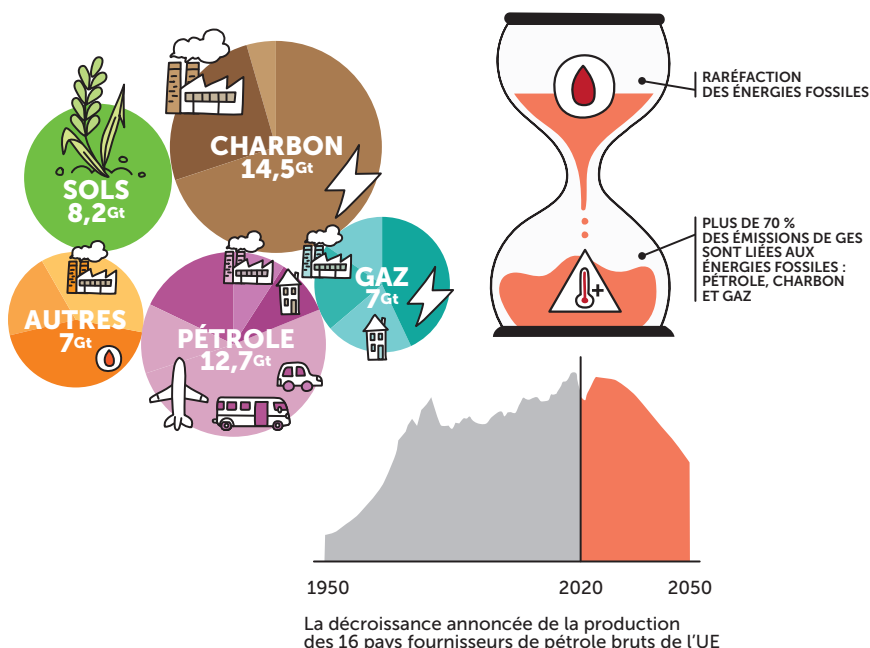 CHARBON
14,5Gt
SOLS
8,2Gt
GAZ
7Gt
AUTRES
7Gt
PÉTROLE
12,7Gt
RARÉFACTION
DES ÉNERGIES FOSSILES
PLUS DE 70 %
DES ÉMISSIONS DE GES
SONT LIÉES AUX
ÉNERGIES FOSSILES :
PÉTROLE, CHARBON
ET GAZ
+
1950
2020
2050
La décroissance annoncée de la production
des 16 pays fournisseurs de pétrole bruts de l’UE